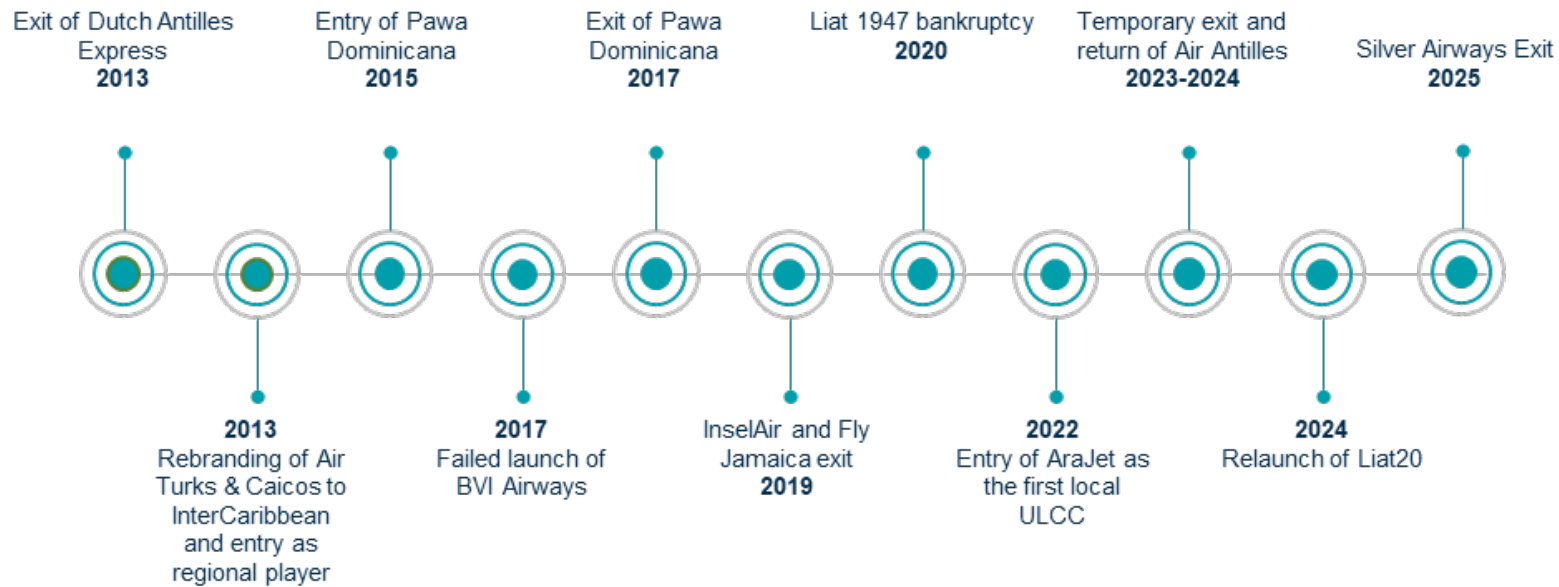 Exit of Dutch Antilles
Express
2013
Entry of Pawa
Dominicana
2015
Exit of Pawa
Dominicana
2017
Liat 1947 bankruptcy
2020
Temporary exit and
return of Air Antilles
2023-2024
Silver Airways Exit
2025
2013
Rebranding of Air
Turks & Caicos to
InterCaribbean
and entry as
regional player
2017
Failed launch of
BVI Airways
InselAir and Fly
Jamaica exit
2019
2022
Entry of AraJet as
the first local
ULCC
2024
Relaunch of Liat20